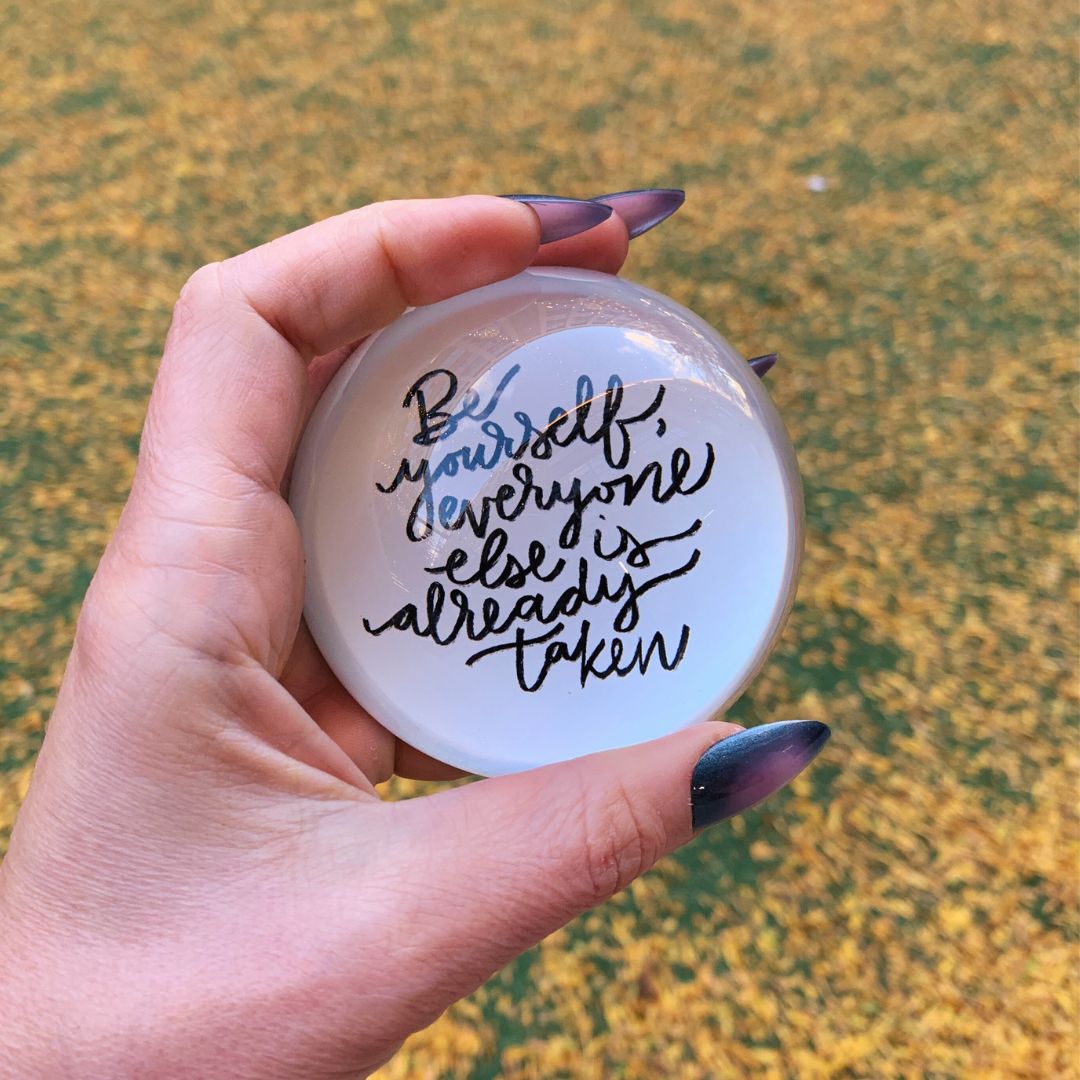 Be
yourself,
everyone
else is
already
taken